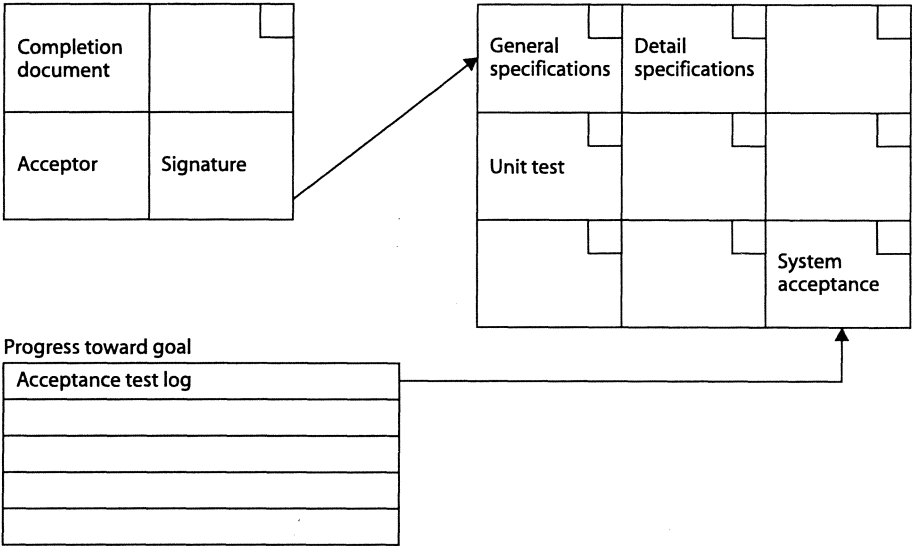 Completion
document
Acceptor
Signature
General
specifications
Detail
specifications
Unit test
System
acceptance
Progress toward goal
Acceptance test log